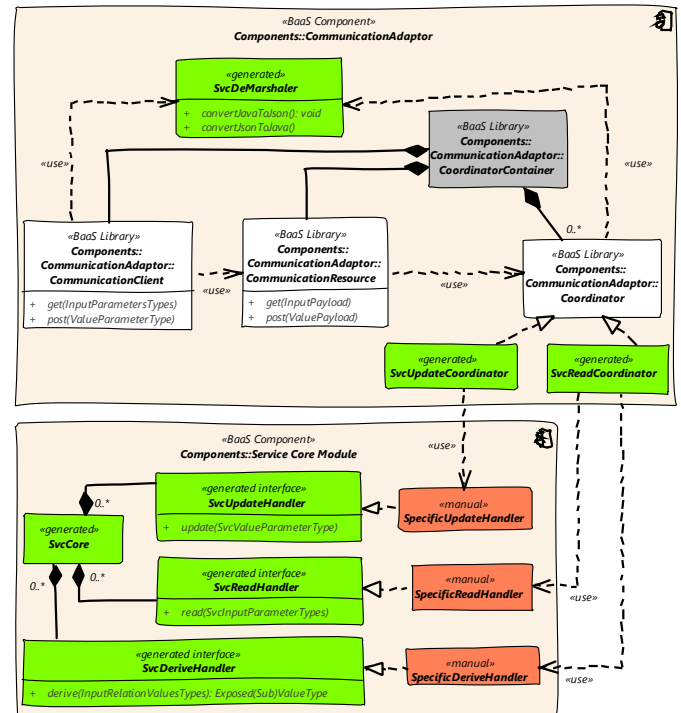 «BaaS Component»
Components::CommunicationAdaptor
«generated»
SvcDeMarshaler
+ convertJavaToJson(): void
+ convertJsonToJava()
«BaaS Library»
Components::
CommunicationAdaptor::
CoordinatorContainer
«use»
«use»
0..*
«BaaS Library»
Components::
CommunicationAdaptor::
CommunicationClient
+ get(InputParametersTypes)
+ post(ValueParameterType)
«use»
«BaaS Library»
Components::
CommunicationAdaptor::
CommunicationResource
+ get(InputPayload)
+ post(ValuePayload)
«use»
«BaaS Library»
Components::
CommunicationAdaptor::
Coordinator
«generated»
SvcUpdateCoordinator
«generated»
SvcReadCoordinator
«BaaS Component»
Components::Service Core Module
«use»
«generated interface»
SvcUpdateHandler
+ update(SvcValueParameterType)
0..*
«manual»
SpecificUpdateHandler
«generated»
SvcCore
0..*
0..*
«generated interface»
SvcReadHandler
+ read(SvcInputParameterTypes)
«manual»
SpecificReadHandler
«use»
«generated interface»
SvcDeriveHandler
+ derive(InputRelationValuesTypes): Exposed(Sub)ValueType
«manual»
SpecificDeriveHandler
«use»